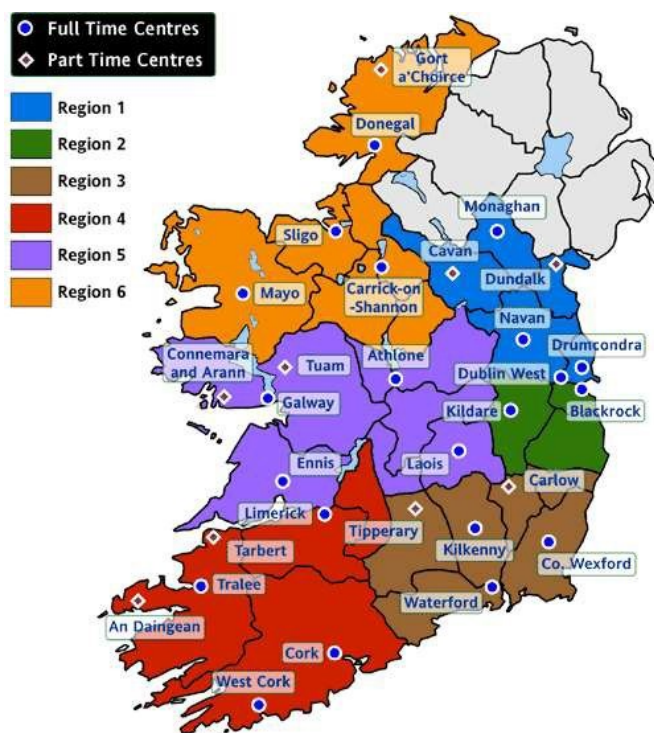 Full Time Centres
Part Time Centres
Region 1
Region 2
Region 3
Region 4
Region 5
Region 6
Gort
a'Choirce
Donegal
Monaghan
Sligo
Cavan
Dundalk
Mayo
Carrick-on
-Shannon
Navan
Drumcondra
Connemara
and Arann
Tuam
Athlone
Dublin West
Galway
Kildare
Blackrock
Ennis
Laois
Carlow
Limerick
Tipperary
Tarbert
Kilkenny
Co. Wexford
Tralee
Waterford
An Daingean
Cork
West Cork